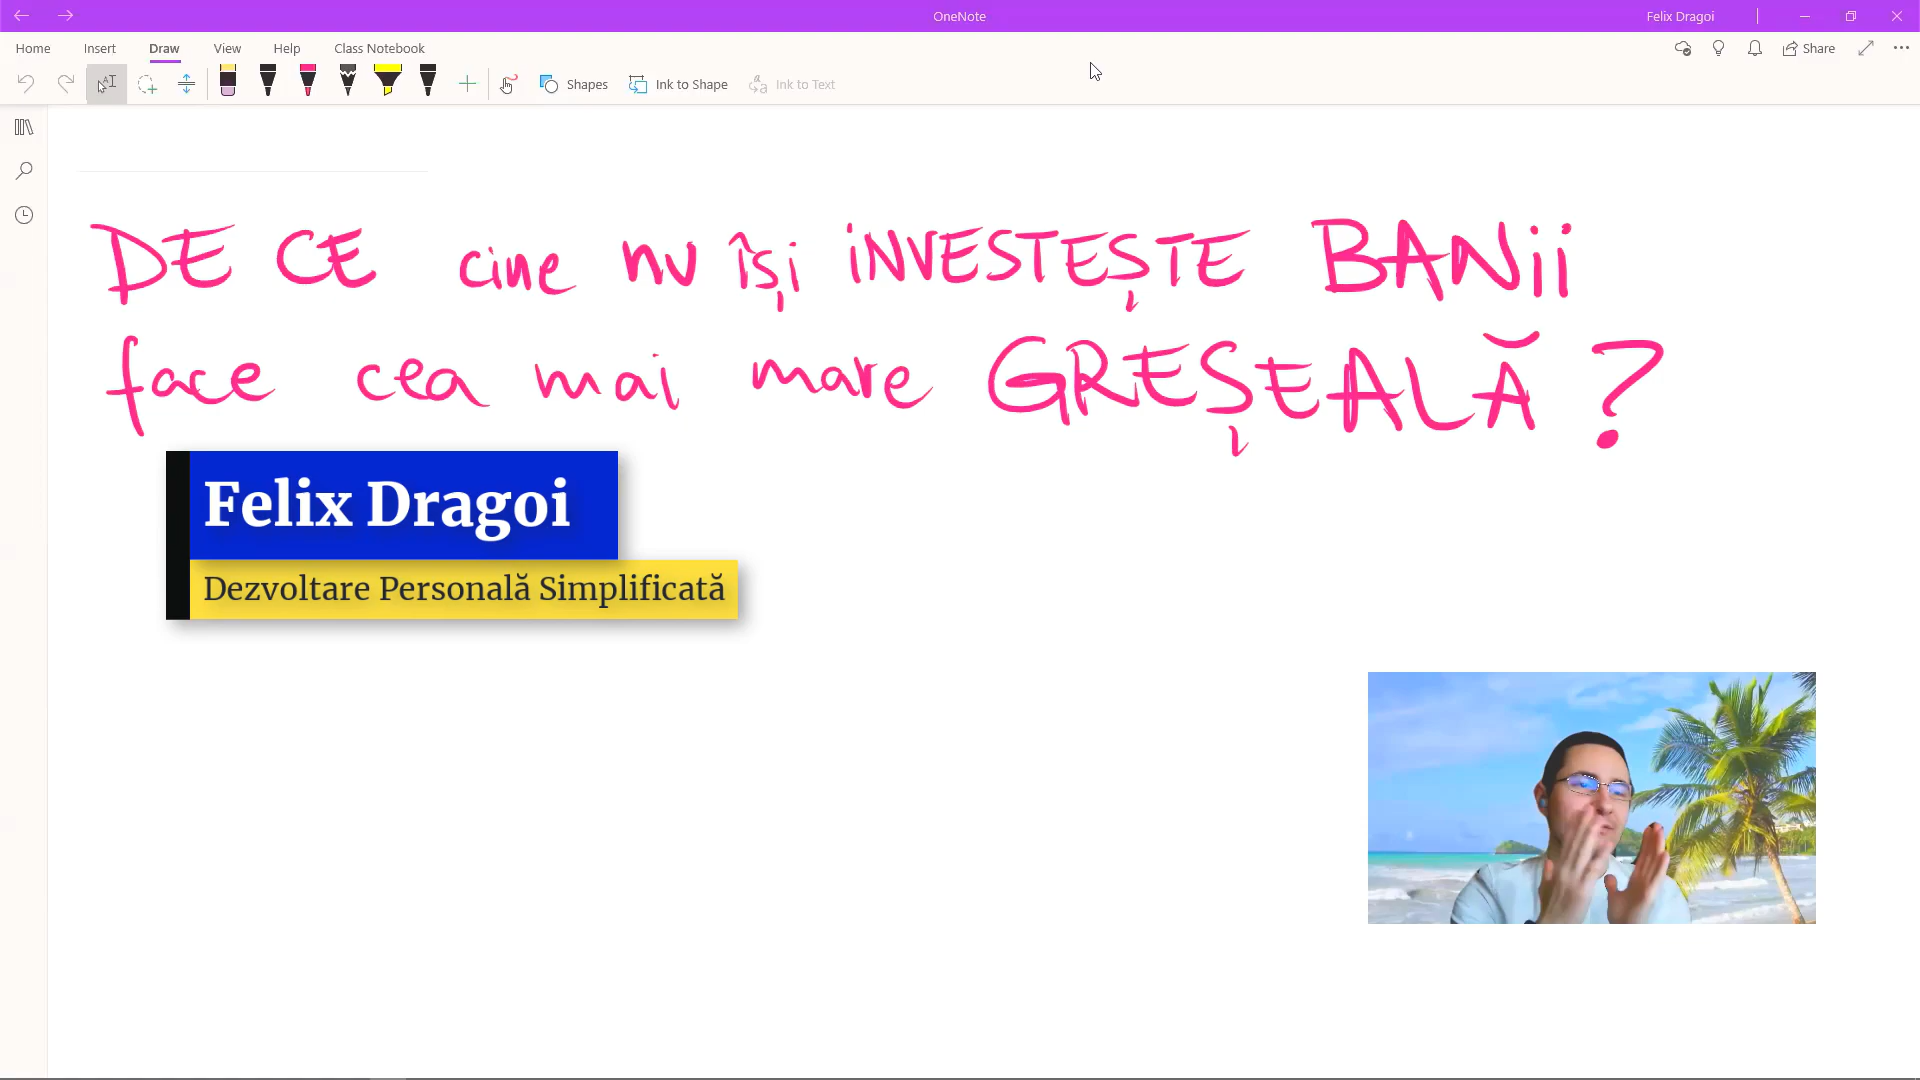 OneNote
Felix Dragoi
Home Insert Draw View Help Class Notebook
Share
Shapes Ink to Shape Ink to Text
DE CE cine nu își iNVESTEȘTE BANii
face cea mai mare GREȘEALĂ ?
Felix Dragoi
Dezvoltare Personală Simplificată